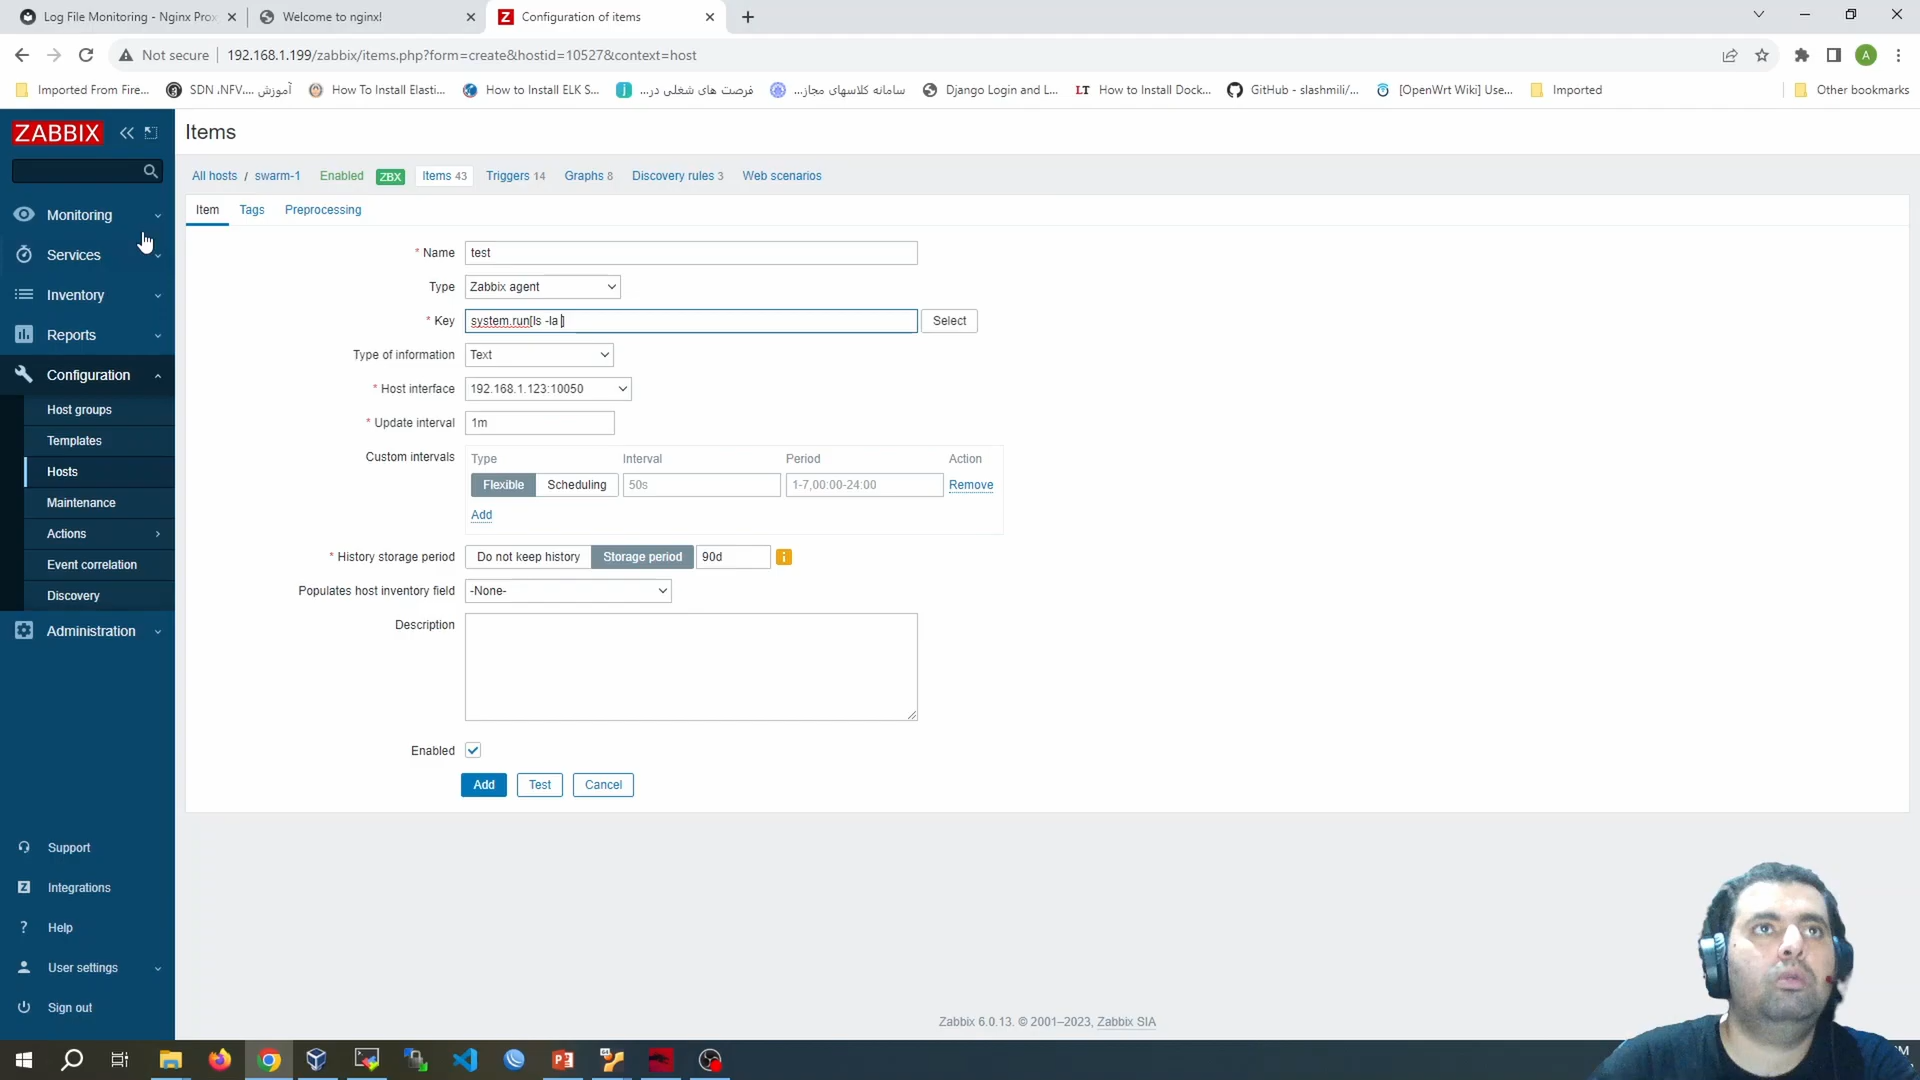 Log File Monitoring - Nginx Prox
Welcome to nginx!
Z Configuration of items
Not secure 192.168.1.199/zabbix/items.php?form=create&hostid=10527&context=host
A
Imported From Fire...
آموزش SDN ،NFV....
How To Install Elasti...
How to Install ELK S...
فرصت های شغلی در...
سامانه کلاسهای مجاز...
Django Login and L...
LT How to Install Dock...
GitHub - slashmili/...
[OpenWrt Wiki] Use...
Imported
Other bookmarks
ZABBIX
Items
All hosts / swarm-1 Enabled ZBX Items 43 Triggers 14 Graphs 8 Discovery rules 3 Web scenarios
Item Tags Preprocessing
Monitoring
Services
Inventory
Reports
Configuration
Host groups
Templates
Hosts
Maintenance
Actions
Event correlation
Discovery
Administration
Support
Z Integrations
? Help
User settings
Sign out
* Name test
Type Zabbix agent
* Key system.run[ls -la ] Select
Type of information Text
* Host interface 192.168.1.123:10050
* Update interval 1m
Custom intervals Type Interval Period Action
Flexible Scheduling 50s 1-7,00:00-24:00 Remove
Add
* History storage period Do not keep history Storage period 90d i
Populates host inventory field -None-
Description
Enabled
Add Test Cancel
Zabbix 6.0.13. © 2001–2023, Zabbix SIA